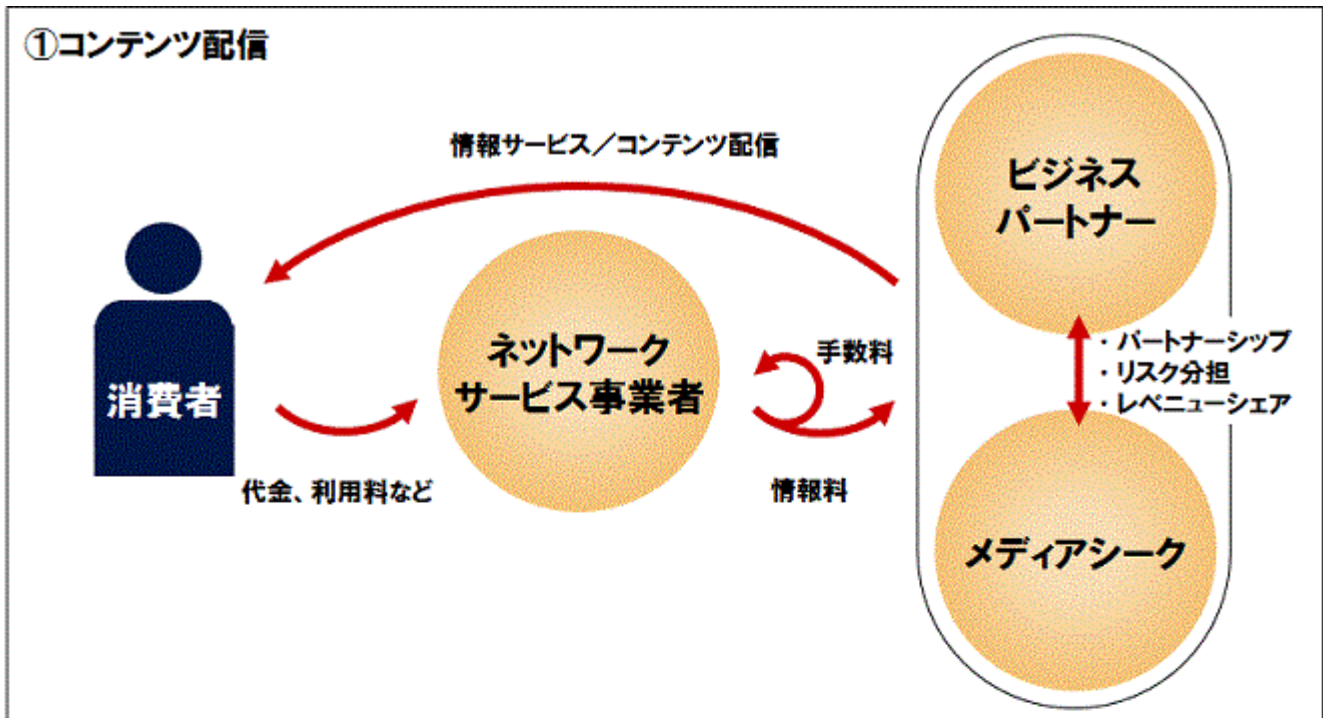 ①コンテンツ配信
情報サービス／コンテンツ配信
ビジネス
パートナー
消費者
ネットワーク
サービス事業者
手数料
・パートナーシップ
・リスク分担
・レベニューシェア
代金、利用料など
情報料
メディアシーク